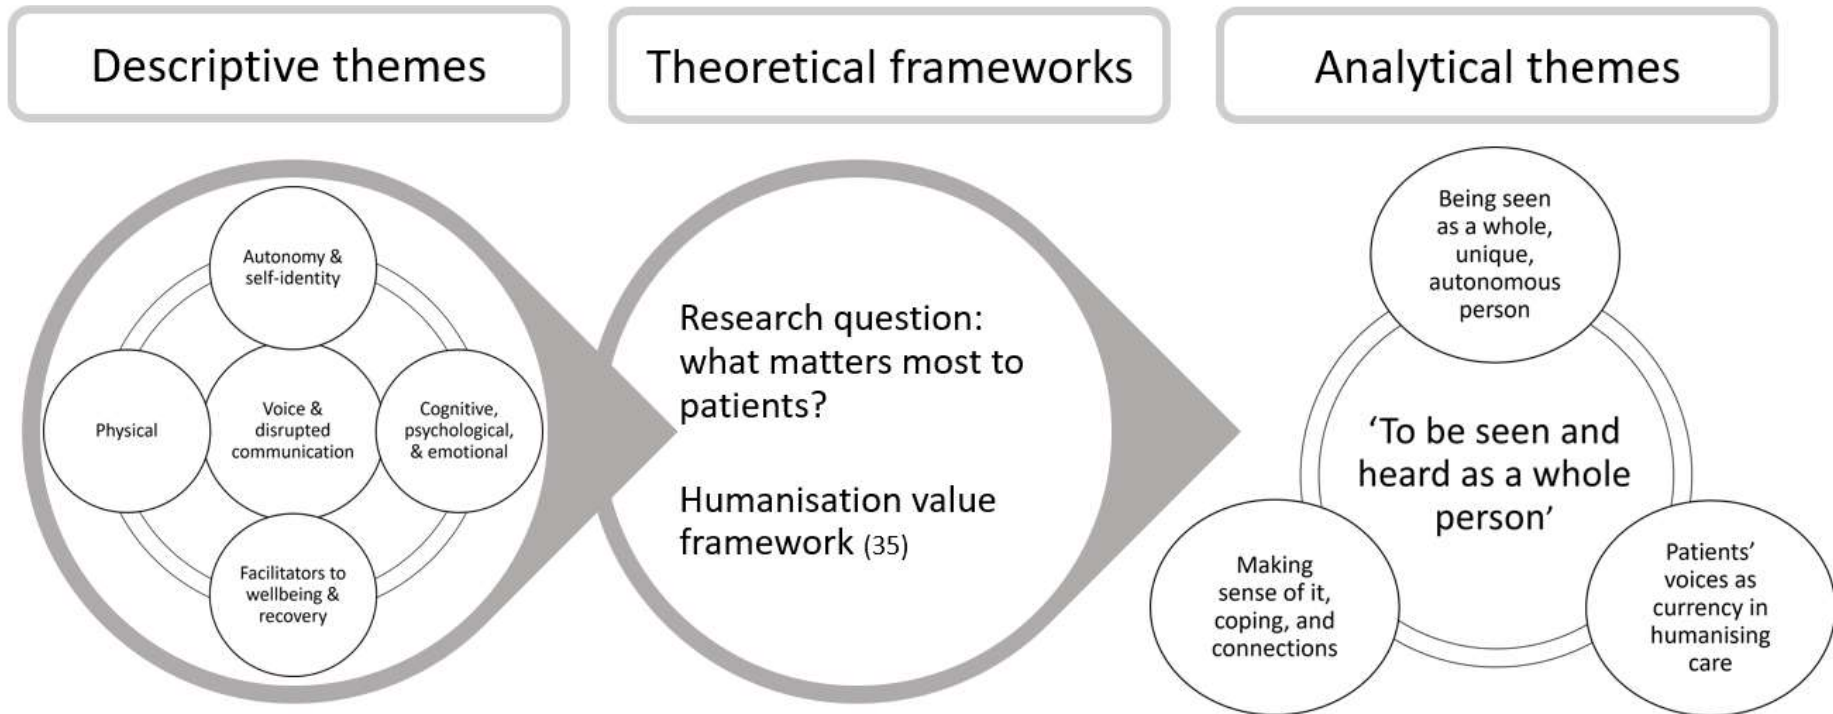 Descriptive themes
Theoretical frameworks
Analytical themes
Autonomy &
self-identity
Physical
Voice &
disrupted
communication
Cognitive,
psychological,
& emotional
Facilitators to
wellbeing &
recovery
Research question:
what matters most to
patients?
Humanisation value
framework (35)
Being seen
as a whole,
unique,
autonomous
person
‘To be seen and
heard as a whole
person’
Making
sense of it,
coping, and
connections
Patients’
voices as
currency in
humanising
care